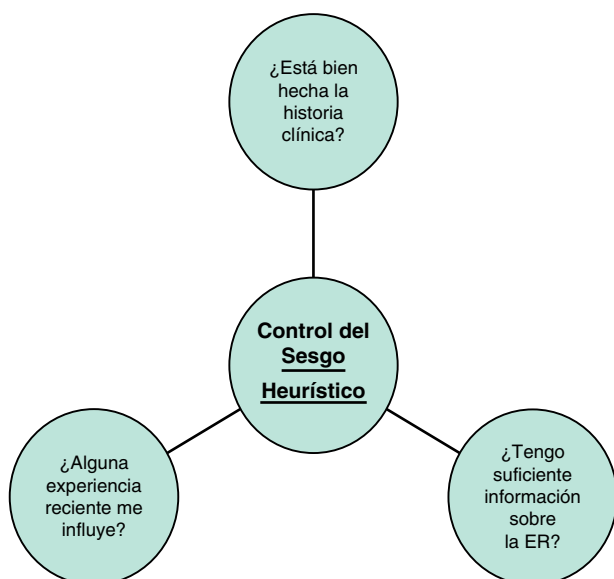 ¿Está bien
hecha la
historia
clínica?
Control del
Sesgo
Heurístico
¿Alguna
experiencia
reciente me
influye?
¿Tengo
suficiente
información
sobre
la ER?